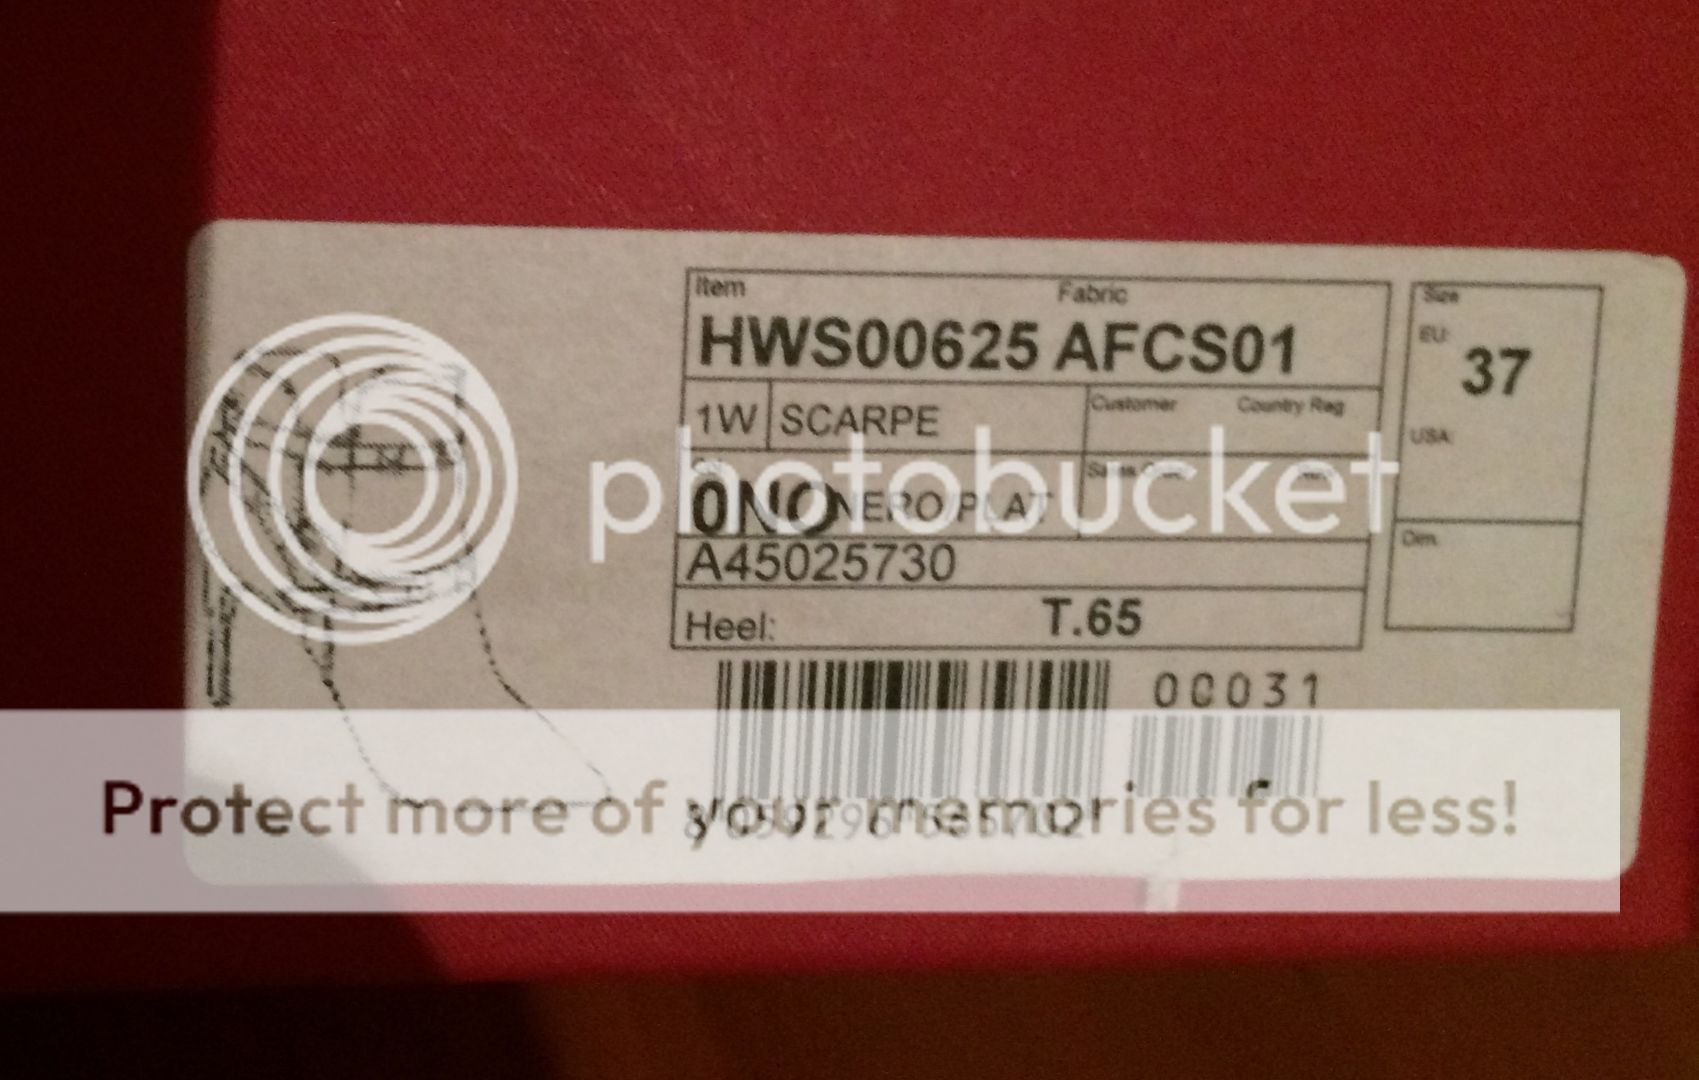 Item Fabric
HWS00625 AFCS01
1W SCARPE
Customer Country Reg
0NO NERO/PLAT
A45025730
Heel: T.65
Size
EU: 37
USA:
Dim.
00031
photobucket
Protect more of your memories for less!